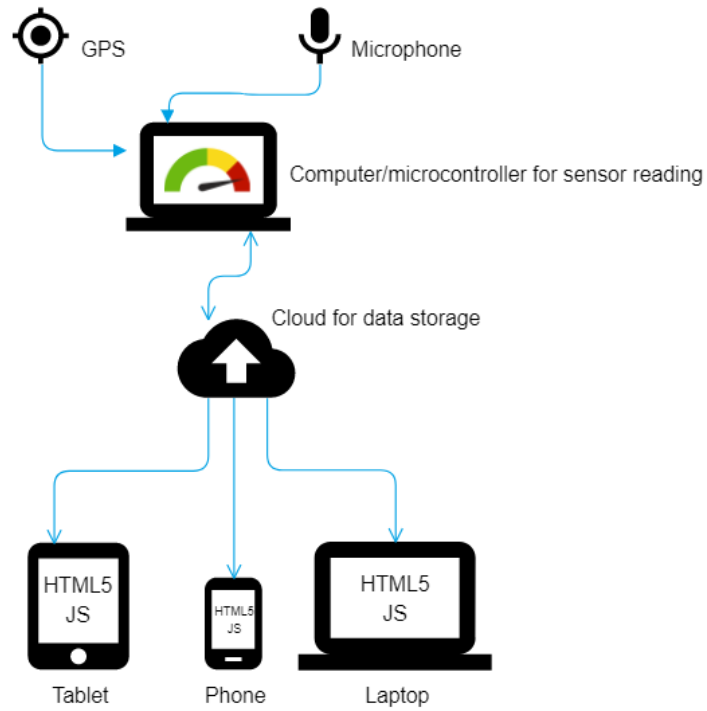 GPS
Microphone
Computer/microcontroller for sensor reading
Cloud for data storage
HTML5
JS
HTML5
JS
HTML5
JS
Tablet
Phone
Laptop